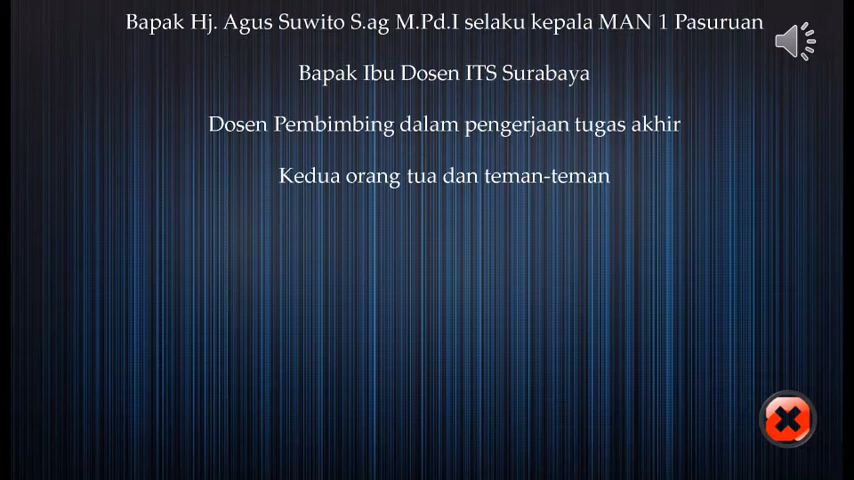 Bapak Hj. Agus Suwito S.ag M.Pd.I selaku kepala MAN 1 Pasuruan
Bapak Ibu Dosen ITS Surabaya
Dosen Pembimbing dalam pengerjaan tugas akhir
Kedua orang tua dan teman-teman